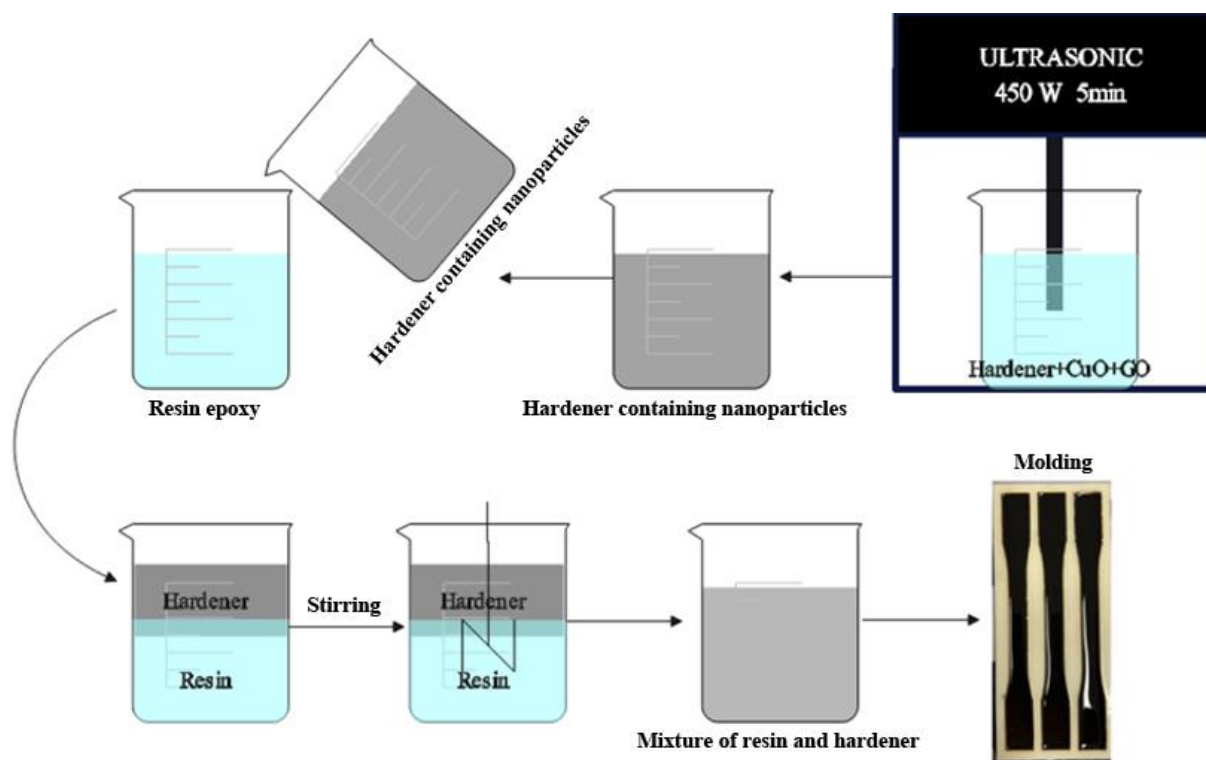 ULTRASONIC
450 W 5min
Hardener+CuO+GO
Hardener containing nanoparticles
Hardener containing nanoparticles
Resin epoxy
Hardener
Resin
Stirring
Hardener
Resin
Mixture of resin and hardener
Molding